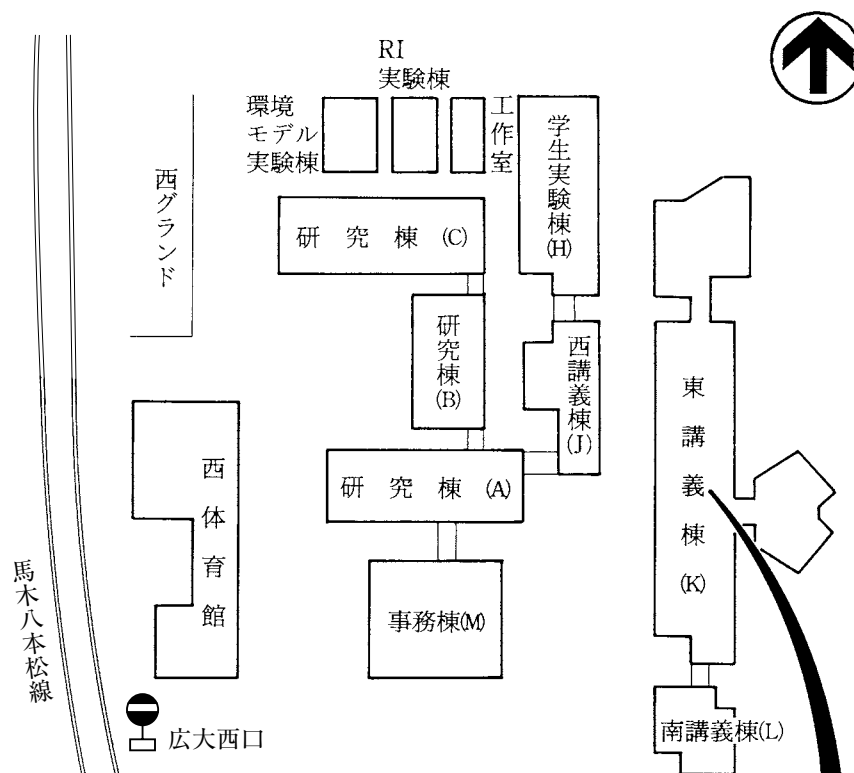 RI
実験棟
環境
モデル
実験棟
工作室
学生実験棟(H)
西グランド
研究棟(C)
研究棟(B)
西講義棟(J)
東講義棟(K)
研究棟(A)
西体育館
馬木八本松線
事務棟(M)
広大西口
南講義棟(L)